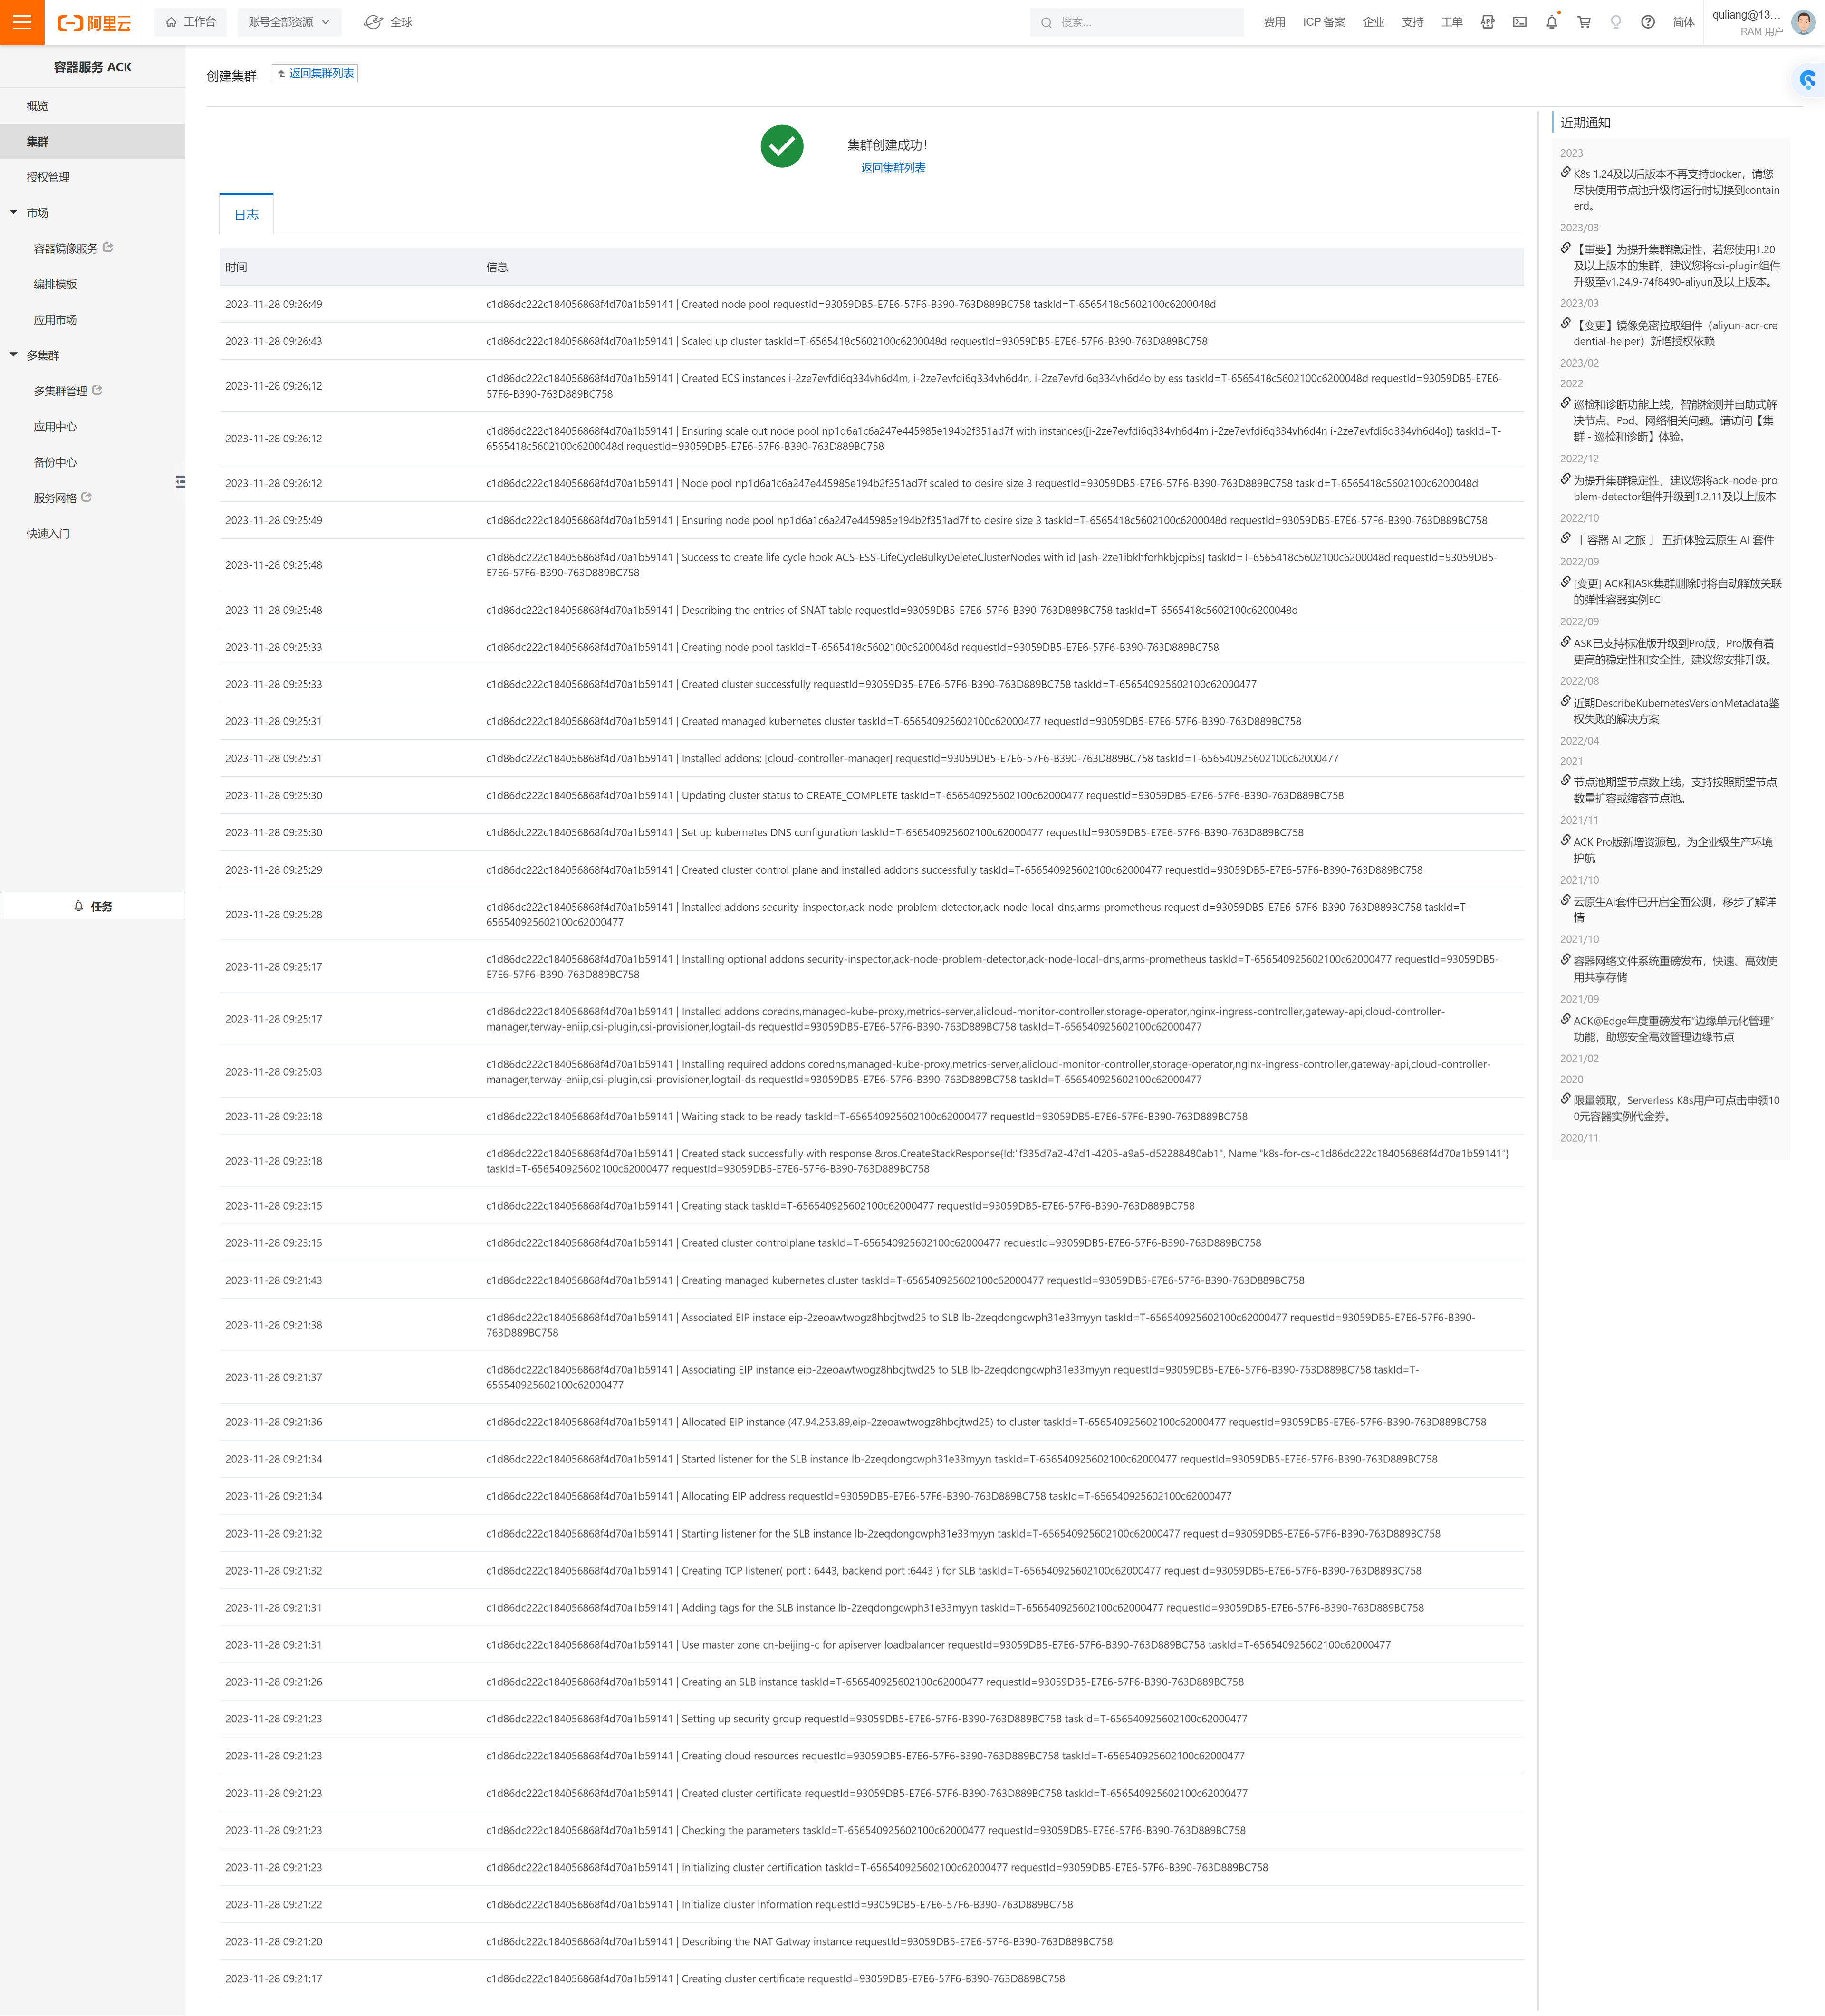 阿里云
工作台
账号全部资源
全球
搜索...
费用
ICP 备案
企业
支持
工单
简体
quliang@13...
RAM 用户
容器服务 ACK
概览
集群
授权管理
市场
容器镜像服务
编排模板
应用市场
多集群
多集群管理
应用中心
备份中心
服务网格
快速入门
任务
创建集群
返回集群列表
集群创建成功!
返回集群列表
日志
时间 信息
2023-11-28 09:26:49 c1d86dc222c184056868f4d70a1b59141 | Created node pool requestId=93059DB5-E7E6-57F6-B390-763D889BC758 taskId=T-6565418c5602100c6200048d
2023-11-28 09:26:43 c1d86dc222c184056868f4d70a1b59141 | Scaled up cluster taskId=T-6565418c5602100c6200048d requestId=93059DB5-E7E6-57F6-B390-763D889BC758
2023-11-28 09:26:12 c1d86dc222c184056868f4d70a1b59141 | Created ECS instances i-2ze7evfdi6q334vh6d4m, i-2ze7evfdi6q334vh6d4n, i-2ze7evfdi6q334vh6d4o by ess taskId=T-6565418c5602100c6200048d requestId=93059DB5-E7E6-
57F6-B390-763D889BC758
2023-11-28 09:26:12 c1d86dc222c184056868f4d70a1b59141 | Ensuring scale out node pool np1d6a1c6a247e445985e194b2f351ad7f with instances([i-2ze7evfdi6q334vh6d4m i-2ze7evfdi6q334vh6d4n i-2ze7evfdi6q334vh6d4o]) taskId=T-
6565418c5602100c6200048d requestId=93059DB5-E7E6-57F6-B390-763D889BC758
2023-11-28 09:26:12 c1d86dc222c184056868f4d70a1b59141 | Node pool np1d6a1c6a247e445985e194b2f351ad7f scaled to desire size 3 requestId=93059DB5-E7E6-57F6-B390-763D889BC758 taskId=T-6565418c5602100c6200048d
2023-11-28 09:25:49 c1d86dc222c184056868f4d70a1b59141 | Ensuring node pool np1d6a1c6a247e445985e194b2f351ad7f to desire size 3 taskId=T-6565418c5602100c6200048d requestId=93059DB5-E7E6-57F6-B390-763D889BC758
2023-11-28 09:25:48 c1d86dc222c184056868f4d70a1b59141 | Success to create life cycle hook ACS-ESS-LifeCycleBulkyDeleteClusterNodes with id [ash-2ze1ibkhforhkbjcpi5s] taskId=T-6565418c5602100c6200048d requestId=93059DB5-
E7E6-57F6-B390-763D889BC758
2023-11-28 09:25:48 c1d86dc222c184056868f4d70a1b59141 | Describing the entries of SNAT table requestId=93059DB5-E7E6-57F6-B390-763D889BC758 taskId=T-6565418c5602100c6200048d
2023-11-28 09:25:33 c1d86dc222c184056868f4d70a1b59141 | Creating node pool taskId=T-6565418c5602100c6200048d requestId=93059DB5-E7E6-57F6-B390-763D889BC758
2023-11-28 09:25:33 c1d86dc222c184056868f4d70a1b59141 | Created cluster successfully requestId=93059DB5-E7E6-57F6-B390-763D889BC758 taskId=T-656540925602100c62000477
2023-11-28 09:25:31 c1d86dc222c184056868f4d70a1b59141 | Created managed kubernetes cluster taskId=T-656540925602100c62000477 requestId=93059DB5-E7E6-57F6-B390-763D889BC758
2023-11-28 09:25:31 c1d86dc222c184056868f4d70a1b59141 | Installed addons: [cloud-controller-manager] requestId=93059DB5-E7E6-57F6-B390-763D889BC758 taskId=T-656540925602100c62000477
2023-11-28 09:25:30 c1d86dc222c184056868f4d70a1b59141 | Updating cluster status to CREATE_COMPLETE taskId=T-656540925602100c62000477 requestId=93059DB5-E7E6-57F6-B390-763D889BC758
2023-11-28 09:25:30 c1d86dc222c184056868f4d70a1b59141 | Set up kubernetes DNS configuration taskId=T-656540925602100c62000477 requestId=93059DB5-E7E6-57F6-B390-763D889BC758
2023-11-28 09:25:29 c1d86dc222c184056868f4d70a1b59141 | Created cluster control plane and installed addons successfully taskId=T-656540925602100c62000477 requestId=93059DB5-E7E6-57F6-B390-763D889BC758
2023-11-28 09:25:28 c1d86dc222c184056868f4d70a1b59141 | Installed addons security-inspector,ack-node-problem-detector,ack-node-local-dns,arms-prometheus requestId=93059DB5-E7E6-57F6-B390-763D889BC758 taskId=T-
656540925602100c62000477
2023-11-28 09:25:17 c1d86dc222c184056868f4d70a1b59141 | Installing optional addons security-inspector,ack-node-problem-detector,ack-node-local-dns,arms-prometheus taskId=T-656540925602100c62000477 requestId=93059DB5-
E7E6-57F6-B390-763D889BC758
2023-11-28 09:25:17 c1d86dc222c184056868f4d70a1b59141 | Installed addons coredns,managed-kube-proxy,metrics-server,alicloud-monitor-controller,storage-operator,nginx-ingress-controller,gateway-api,cloud-controller-
manager,terway-eniip,csi-plugin,csi-provisioner,logtail-ds requestId=93059DB5-E7E6-57F6-B390-763D889BC758 taskId=T-656540925602100c62000477
2023-11-28 09:25:03 c1d86dc222c184056868f4d70a1b59141 | Installing required addons coredns,managed-kube-proxy,metrics-server,alicloud-monitor-controller,storage-operator,nginx-ingress-controller,gateway-api,cloud-controller-
manager,terway-eniip,csi-plugin,csi-provisioner,logtail-ds requestId=93059DB5-E7E6-57F6-B390-763D889BC758 taskId=T-656540925602100c62000477
2023-11-28 09:23:18 c1d86dc222c184056868f4d70a1b59141 | Waiting stack to be ready taskId=T-656540925602100c62000477 requestId=93059DB5-E7E6-57F6-B390-763D889BC758
2023-11-28 09:23:18 c1d86dc222c184056868f4d70a1b59141 | Created stack successfully with response &ros.CreateStackResponse{Id:"f335d7a2-47d1-4205-a9a5-d52288480ab1", Name:"k8s-for-cs-c1d86dc222c184056868f4d70a1b59141"}
taskId=T-656540925602100c62000477 requestId=93059DB5-E7E6-57F6-B390-763D889BC758
2023-11-28 09:23:15 c1d86dc222c184056868f4d70a1b59141 | Creating stack taskId=T-656540925602100c62000477 requestId=93059DB5-E7E6-57F6-B390-763D889BC758
2023-11-28 09:23:15 c1d86dc222c184056868f4d70a1b59141 | Created cluster controlplane taskId=T-656540925602100c62000477 requestId=93059DB5-E7E6-57F6-B390-763D889BC758
2023-11-28 09:21:43 c1d86dc222c184056868f4d70a1b59141 | Creating managed kubernetes cluster taskId=T-656540925602100c62000477 requestId=93059DB5-E7E6-57F6-B390-763D889BC758
2023-11-28 09:21:38 c1d86dc222c184056868f4d70a1b59141 | Associated EIP instace eip-2zeoawtwogz8hbcjtwd25 to SLB lb-2zeqdongcwph31e33myyn taskId=T-656540925602100c62000477 requestId=93059DB5-E7E6-57F6-B390-
763D889BC758
2023-11-28 09:21:37 c1d86dc222c184056868f4d70a1b59141 | Associating EIP instance eip-2zeoawtwogz8hbcjtwd25 to SLB lb-2zeqdongcwph31e33myyn requestId=93059DB5-E7E6-57F6-B390-763D889BC758 taskId=T-
656540925602100c62000477
2023-11-28 09:21:36 c1d86dc222c184056868f4d70a1b59141 | Allocated EIP instance (47.94.253.89,eip-2zeoawtwogz8hbcjtwd25) to cluster taskId=T-656540925602100c62000477 requestId=93059DB5-E7E6-57F6-B390-763D889BC758
2023-11-28 09:21:34 c1d86dc222c184056868f4d70a1b59141 | Started listener for the SLB instance lb-2zeqdongcwph31e33myyn taskId=T-656540925602100c62000477 requestId=93059DB5-E7E6-57F6-B390-763D889BC758
2023-11-28 09:21:34 c1d86dc222c184056868f4d70a1b59141 | Allocating EIP address requestId=93059DB5-E7E6-57F6-B390-763D889BC758 taskId=T-656540925602100c62000477
2023-11-28 09:21:32 c1d86dc222c184056868f4d70a1b59141 | Starting listener for the SLB instance lb-2zeqdongcwph31e33myyn taskId=T-656540925602100c62000477 requestId=93059DB5-E7E6-57F6-B390-763D889BC758
2023-11-28 09:21:32 c1d86dc222c184056868f4d70a1b59141 | Creating TCP listener( port : 6443, backend port :6443 ) for SLB taskId=T-656540925602100c62000477 requestId=93059DB5-E7E6-57F6-B390-763D889BC758
2023-11-28 09:21:31 c1d86dc222c184056868f4d70a1b59141 | Adding tags for the SLB instance lb-2zeqdongcwph31e33myyn taskId=T-656540925602100c62000477 requestId=93059DB5-E7E6-57F6-B390-763D889BC758
2023-11-28 09:21:31 c1d86dc222c184056868f4d70a1b59141 | Use master zone cn-beijing-c for apiserver loadbalancer requestId=93059DB5-E7E6-57F6-B390-763D889BC758 taskId=T-656540925602100c62000477
2023-11-28 09:21:26 c1d86dc222c184056868f4d70a1b59141 | Creating an SLB instance taskId=T-656540925602100c62000477 requestId=93059DB5-E7E6-57F6-B390-763D889BC758
2023-11-28 09:21:23 c1d86dc222c184056868f4d70a1b59141 | Setting up security group requestId=93059DB5-E7E6-57F6-B390-763D889BC758 taskId=T-656540925602100c62000477
2023-11-28 09:21:23 c1d86dc222c184056868f4d70a1b59141 | Creating cloud resources requestId=93059DB5-E7E6-57F6-B390-763D889BC758 taskId=T-656540925602100c62000477
2023-11-28 09:21:23 c1d86dc222c184056868f4d70a1b59141 | Created cluster certificate requestId=93059DB5-E7E6-57F6-B390-763D889BC758 taskId=T-656540925602100c62000477
2023-11-28 09:21:23 c1d86dc222c184056868f4d70a1b59141 | Checking the parameters taskId=T-656540925602100c62000477 requestId=93059DB5-E7E6-57F6-B390-763D889BC758
2023-11-28 09:21:23 c1d86dc222c184056868f4d70a1b59141 | Initializing cluster certification taskId=T-656540925602100c62000477 requestId=93059DB5-E7E6-57F6-B390-763D889BC758
2023-11-28 09:21:22 c1d86dc222c184056868f4d70a1b59141 | Initialize cluster information requestId=93059DB5-E7E6-57F6-B390-763D889BC758
2023-11-28 09:21:20 c1d86dc222c184056868f4d70a1b59141 | Describing the NAT Gatway instance requestId=93059DB5-E7E6-57F6-B390-763D889BC758
2023-11-28 09:21:17 c1d86dc222c184056868f4d70a1b59141 | Creating cluster certificate requestId=93059DB5-E7E6-57F6-B390-763D889BC758
近期通知
2023
K8s 1.24及以后版本不再支持docker，请您
尽快使用节点池升级将运行时切换到contain
erd。
2023/03
【重要】为提升集群稳定性，若您使用1.20
及以上版本的集群，建议您将csi-plugin组件
升级至v1.24.9-74f8490-aliyun及以上版本。
2023/03
【变更】镜像免密拉取组件（aliyun-acr-cre
dential-helper）新增授权依赖
2023/02
2022
巡检和诊断功能上线，智能检测并自助式解
决节点、Pod、网络相关问题。请访问【集
群 - 巡检和诊断】体验。
2022/12
为提升集群稳定性，建议您将ack-node-pro
blem-detector组件升级到1.2.11及以上版本
2022/10
「 容器 AI 之旅 」 五折体验云原生 AI 套件
2022/09
[变更] ACK和ASK集群删除时将自动释放关联
的弹性容器实例ECI
2022/09
ASK已支持标准版升级到Pro版，Pro版有着
更高的稳定性和安全性，建议您安排升级。
2022/08
近期DescribeKubernetesVersionMetadata鉴
权失败的解决方案
2022/04
2021
节点池期望节点数上线，支持按照期望节点
数量扩容或缩容节点池。
2021/11
ACK Pro版新增资源包，为企业级生产环境
护航
2021/10
云原生AI套件已开启全面公测，移步了解详
情
2021/10
容器网络文件系统重磅发布，快速、高效使
用共享存储
2021/09
ACK@Edge年度重磅发布“边缘单元化管理”
功能，助您安全高效管理边缘节点
2021/02
2020
限量领取，Serverless K8s用户可点击申领10
0元容器实例代金券。
2020/11